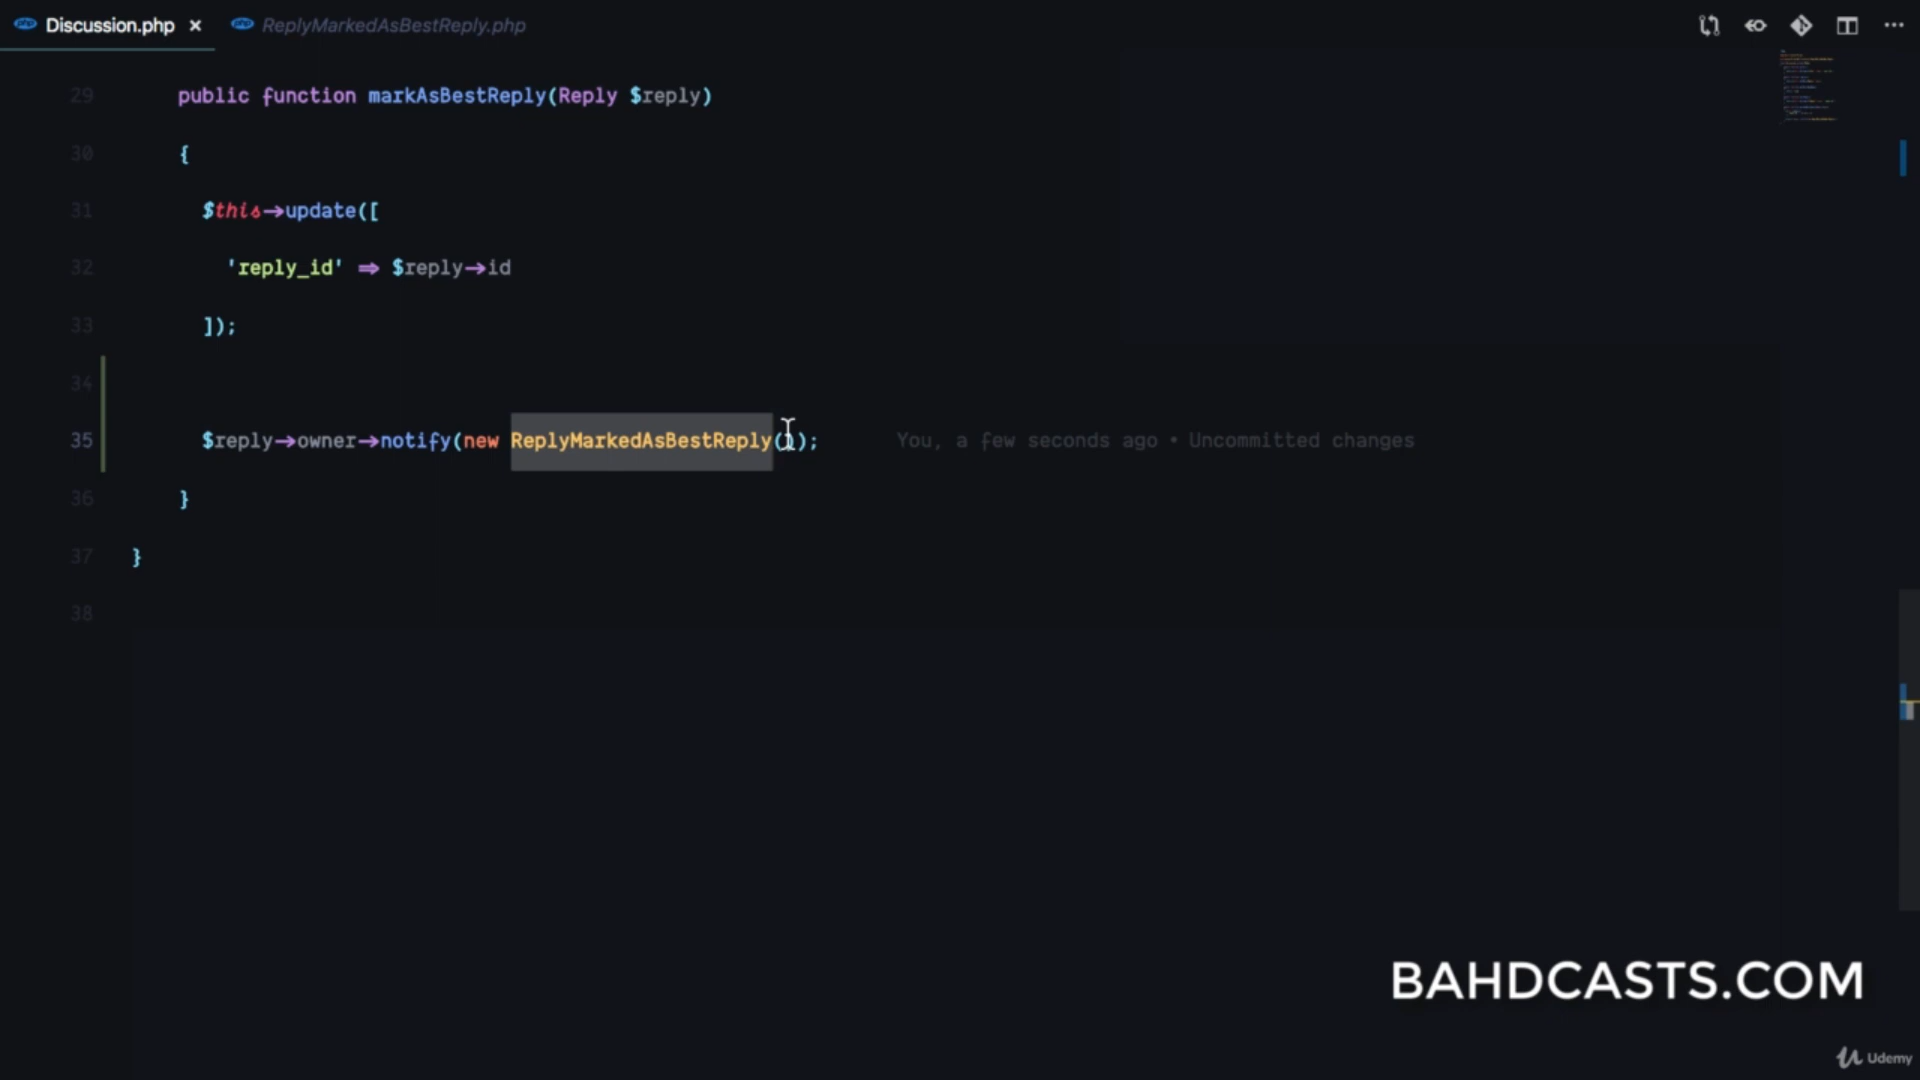 Discussion.php ×
ReplyMarkedAsBestReply.php
29 public function markAsBestReply(Reply $reply)
30 {
31 $this->update([
32 'reply_id' => $reply->id
33 ]);
34
35 $reply->owner->notify(new ReplyMarkedAsBestReply()); You, a few seconds ago • Uncommitted changes
36 }
37 }
38
BAHDCASTS.COM
Udemy